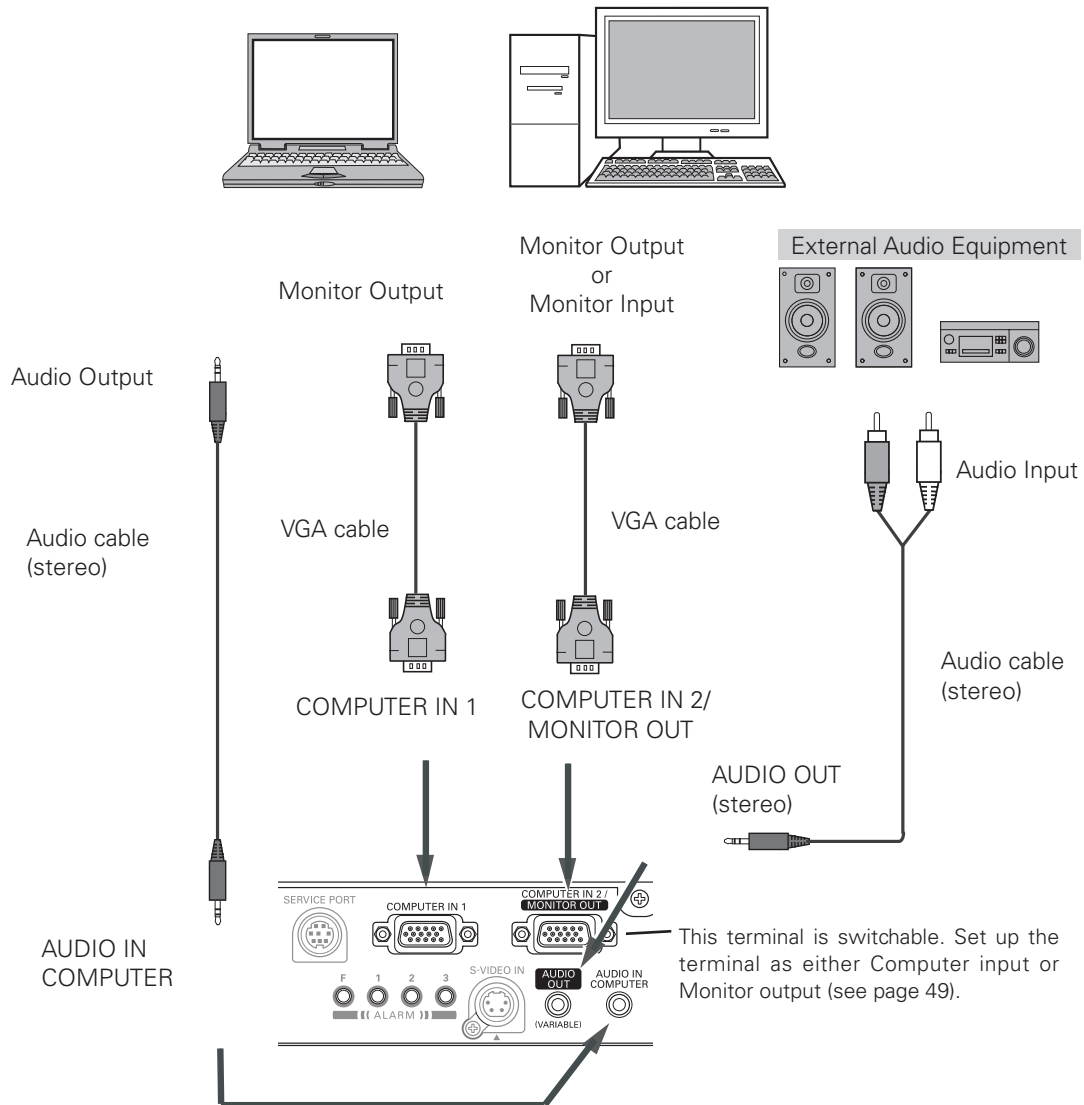 Monitor Output
or
Monitor Input
External Audio Equipment
Monitor Output
Audio Output
Audio Input
VGA cable
VGA cable
Audio cable
(stereo)
Audio cable
(stereo)
COMPUTER IN 1
COMPUTER IN 2/
MONITOR OUT
AUDIO OUT
(stereo)
SERVICE PORT
COMPUTER IN 1
COMPUTER IN 2 /
MONITOR OUT
This terminal is switchable. Set up the
terminal as either Computer input or
Monitor output (see page 49).
AUDIO IN
COMPUTER
F 1 2 3
ALARM
S-VIDEO IN
AUDIO
OUT
(VARIABLE)
AUDIO IN
COMPUTER